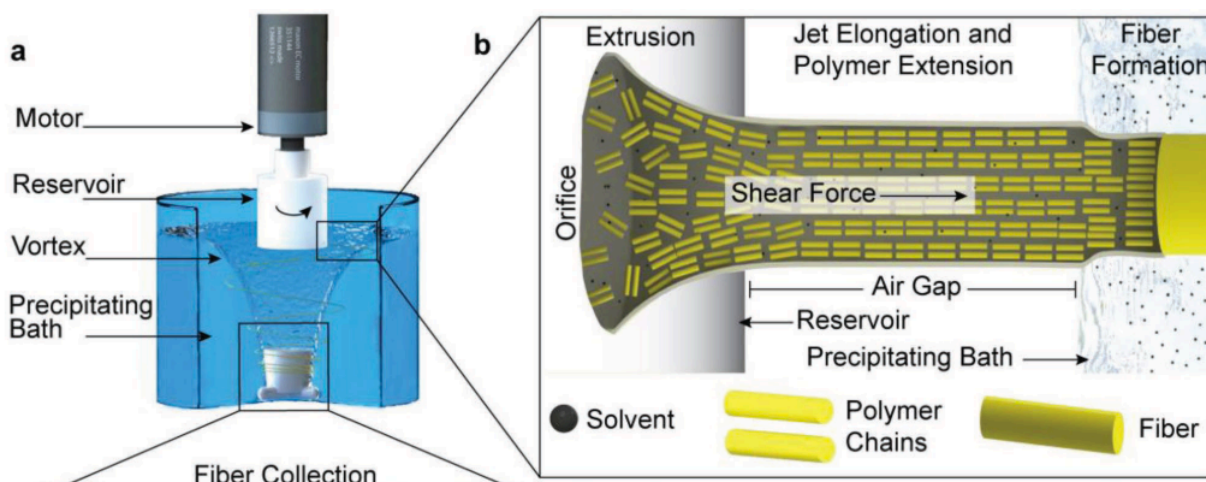 a
Motor
Reservoir
Vortex
Precipitating
Bath
Fiber Collection
b
Extrusion
Jet Elongation and
Polymer Extension
Fiber
Formation
Orifice
Shear Force
Air Gap
Reservoir
Precipitating Bath
Solvent
Polymer
Chains
Fiber